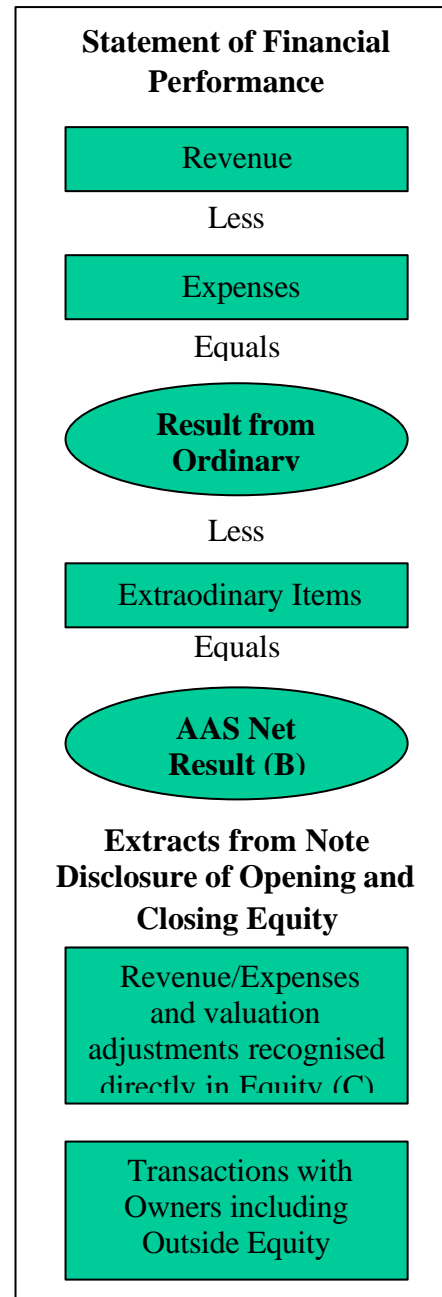 Statement of Financial
Performance
Revenue
Less
Expenses
Equals
Result from
Ordinary
Less
Extraodinary Items
Equals
AAS Net
Result (B)
Extracts from Note
Disclosure of Opening and
Closing Equity
Revenue/Expenses
and valuation
adjustments recognised
directly in Equity (C)
Transactions with
Owners including
Outside Equity